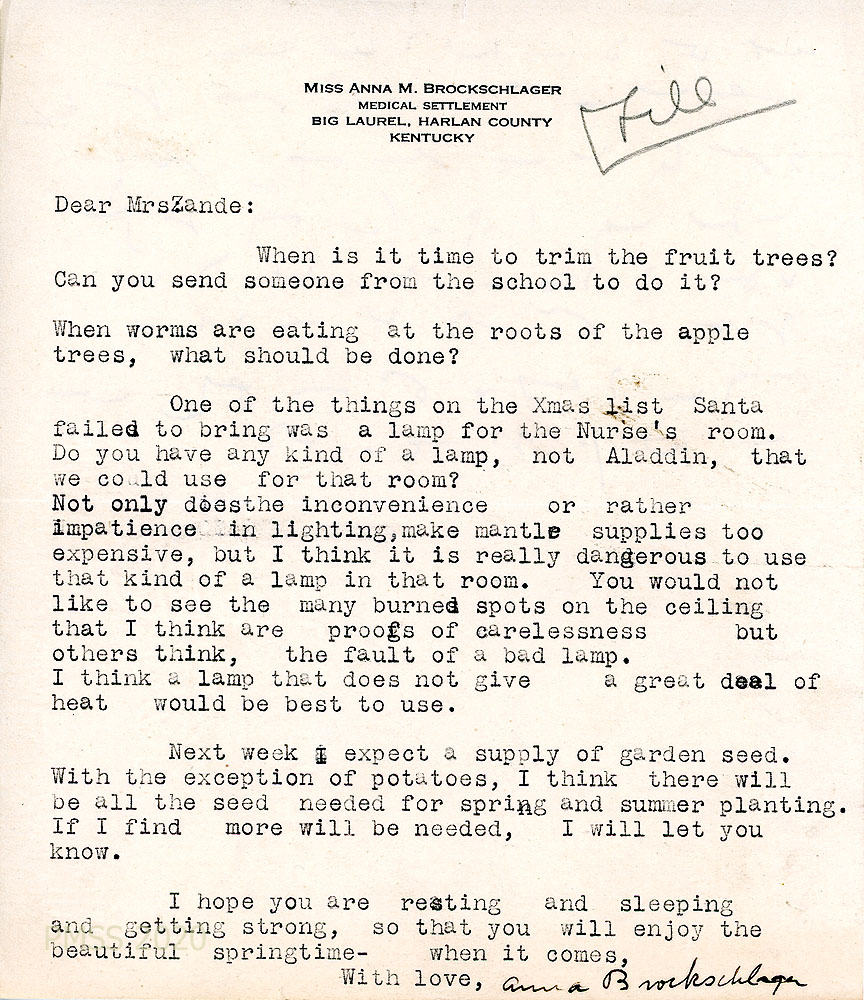 MISS ANNA M. BROCKSCHLAGER
MEDICAL SETTLEMENT
BIG LAUREL, HARLAN COUNTY
KENTUCKY
File
Dear MrsZande:
When is it time to trim the fruit trees?
Can you send someone from the school to do it?
When worms are eating at the roots of the apple
trees, what should be done?
One of the things on the Xmas list Santa
failed to bring was a lamp for the Nurse's room.
Do you have any kind of a lamp, not Aladdin, that
we could use for that room?
Not only doesthe inconvenience or rather
impatience in lighting,make mantle supplies too
expensive, but I think it is really dangerous to use
that kind of a lamp in that room. You would not
like to see the many burned spots on the ceiling
that I think are proofs of carelessness but
others think, the fault of a bad lamp.
I think a lamp that does not give a great deal of
heat would be best to use.
Next week I expect a supply of garden seed.
With the exception of potatoes, I think there will
be all the seed needed for spring and summer planting.
If I find more will be needed, I will let you
know.
I hope you are resting and sleeping
and getting strong, so that you will enjoy the
beautiful springtime- when it comes,
With love, Anna Brockschlager
PMSS 2020